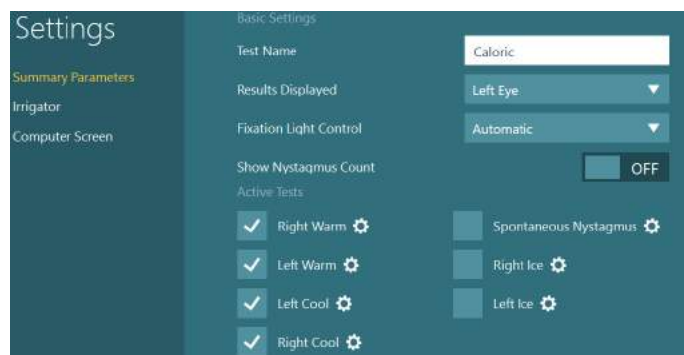 Settings
Summary Parameters
Irrigator
Computer Screen
Basic Settings
Test Name
Caloric
Results Displayed
Left Eye
Fixation Light Control
Automatic
Show Nystagmus Count
OFF
Active Tests
Right Warm
Spontaneous Nystagmus
Left Warm
Right Ice
Left Cool
Left Ice
Right Cool